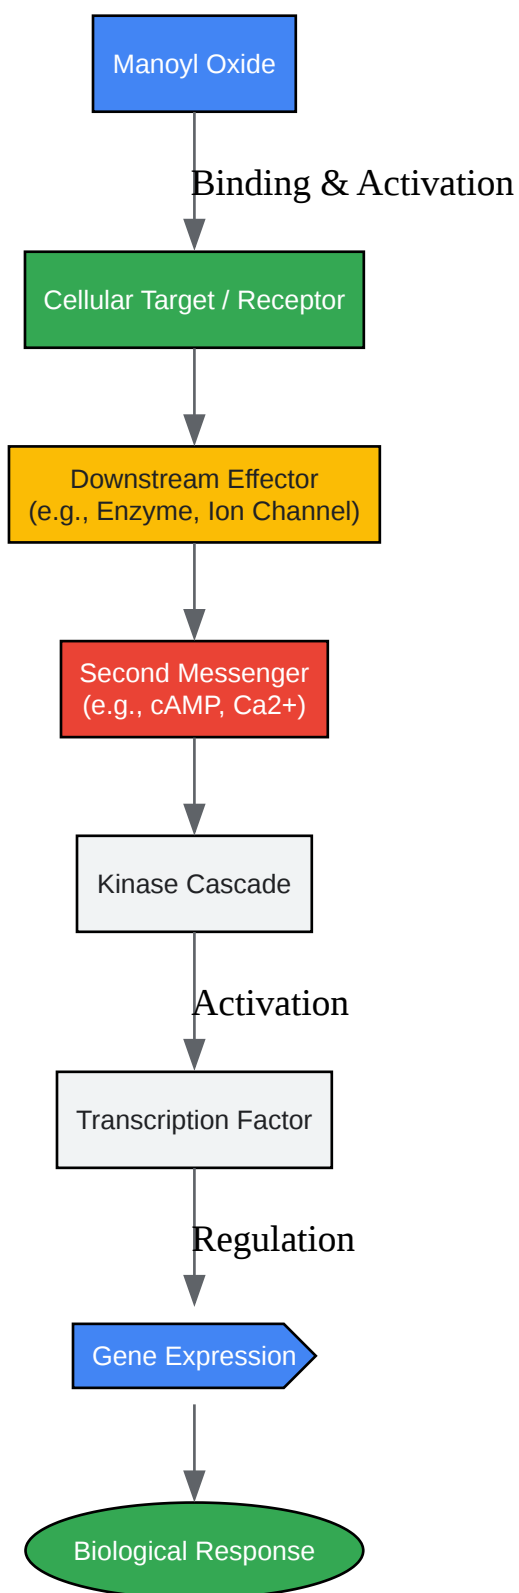 Manoyl Oxide
Binding & Activation
Cellular Target / Receptor
Downstream Effector
(e.g., Enzyme, Ion Channel)
Second Messenger
(e.g., cAMP, Ca2+)
Kinase Cascade
Activation
Transcription Factor
Regulation
Gene Expression
Biological Response